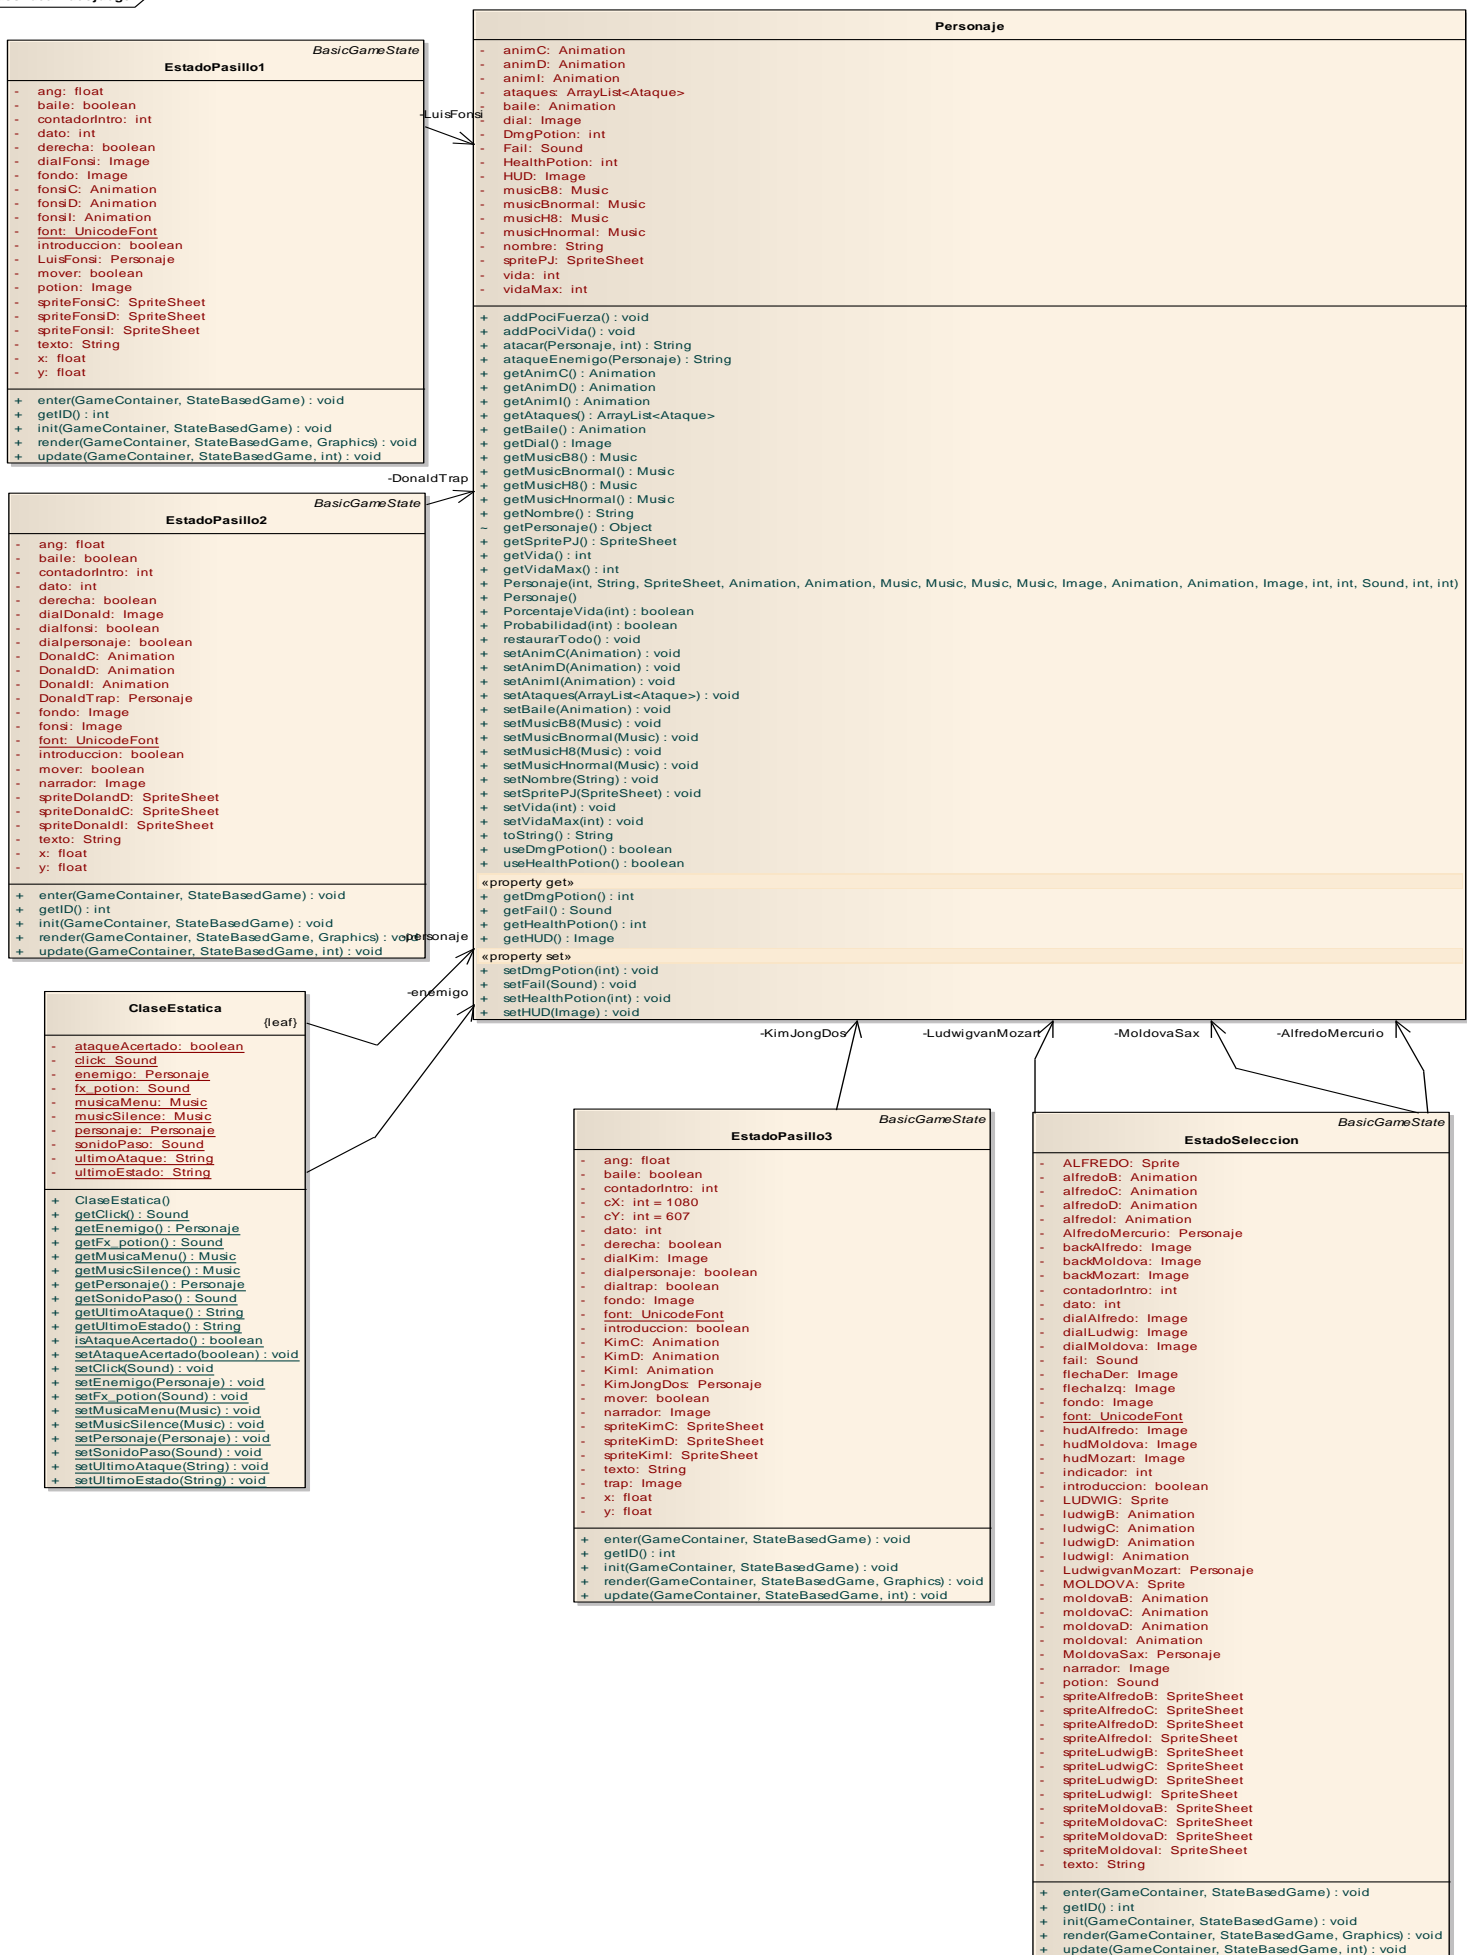 BasicGameState
EstadoPasillo1
- ang: float
- baile: boolean
- contadorIntro: int
- dato: int
- derecha: boolean
- dialFonsi: Image
- fondo: Image
- fonsiC: Animation
- fonsiD: Animation
- fonsiI: Animation
- font: UnicodeFont
- introduccion: boolean
- LuisFonsi: Personaje
- mover: boolean
- potion: Image
- spriteFonsiC: SpriteSheet
- spriteFonsiD: SpriteSheet
- spriteFonsiI: SpriteSheet
- texto: String
- x: float
- y: float
+ enter(GameContainer, StateBasedGame) : void
+ getID() : int
+ init(GameContainer, StateBasedGame) : void
+ render(GameContainer, StateBasedGame, Graphics) : void
+ update(GameContainer, StateBasedGame, int) : void
-LuisFonsi
Personaje
- animC: Animation
- animD: Animation
- animI: Animation
- ataques: ArrayList<Ataque>
- baile: Animation
- dial: Image
- DmgPotion: int
- Fail: Sound
- HealthPotion: int
- HUD: Image
- musicB8: Music
- musicBnormal: Music
- musicH8: Music
- musicHnormal: Music
- nombre: String
- spritePJ: SpriteSheet
- vida: int
- vidaMax: int
+ addPociFuerza() : void
+ addPociVida() : void
+ atacar(Personaje, int) : String
+ ataqueEnemigo(Personaje) : String
+ getAnimC() : Animation
+ getAnimD() : Animation
+ getAnimI() : Animation
+ getAtaques() : ArrayList<Ataque>
+ getBaile() : Animation
+ getDial() : Image
+ getMusicB8() : Music
+ getMusicBnormal() : Music
+ getMusicH8() : Music
+ getMusicHnormal() : Music
+ getNombre() : String
~ getPersonaje() : Object
+ getSpritePJ() : SpriteSheet
+ getVida() : int
+ getVidaMax() : int
+ Personaje(int, String, SpriteSheet, Animation, Animation, Music, Music, Music, Music, Image, Animation, Animation, Image, int, int, Sound, int, int)
+ Personaje()
+ PorcentajeVida(int) : boolean
+ Probabilidad(int) : boolean
+ restaurarTodo() : void
+ setAnimC(Animation) : void
+ setAnimD(Animation) : void
+ setAnimI(Animation) : void
+ setAtaques(ArrayList<Ataque>) : void
+ setBaile(Animation) : void
+ setMusicB8(Music) : void
+ setMusicBnormal(Music) : void
+ setMusicH8(Music) : void
+ setMusicHnormal(Music) : void
+ setNombre(String) : void
+ setSpritePJ(SpriteSheet) : void
+ setVida(int) : void
+ setVidaMax(int) : void
+ toString() : String
+ useDmgPotion() : boolean
+ useHealthPotion() : boolean
«property get»
+ getDmgPotion() : int
+ getFail() : Sound
+ getHealthPotion() : int
+ getHUD() : Image
«property set»
+ setDmgPotion(int) : void
+ setFail(Sound) : void
+ setHealthPotion(int) : void
+ setHUD(Image) : void
-DonaldTrap
BasicGameState
EstadoPasillo2
- ang: float
- baile: boolean
- contadorIntro: int
- dato: int
- derecha: boolean
- dialDonald: Image
- dialfonsi: boolean
- dialpersonaje: boolean
- DonaldC: Animation
- DonaldD: Animation
- DonaldI: Animation
- DonaldTrap: Personaje
- fondo: Image
- fonsi: Image
- font: UnicodeFont
- introduccion: boolean
- mover: boolean
- narrador: Image
- spriteDolandD: SpriteSheet
- spriteDonaldC: SpriteSheet
- spriteDonaldI: SpriteSheet
- texto: String
- x: float
- y: float
+ enter(GameContainer, StateBasedGame) : void
+ getID() : int
+ init(GameContainer, StateBasedGame) : void
+ render(GameContainer, StateBasedGame, Graphics) : void
+ update(GameContainer, StateBasedGame, int) : void
-personaje
-enemigo
ClaseEstatica
{leaf}
- ataqueAcertado: boolean
- click: Sound
- enemigo: Personaje
- fx_potion: Sound
- musicaMenu: Music
- musicSilence: Music
- personaje: Personaje
- sonidoPaso: Sound
- ultimoAtaque: String
- ultimoEstado: String
+ ClaseEstatica()
+ getClick() : Sound
+ getEnemigo() : Personaje
+ getFx_potion() : Sound
+ getMusicaMenu() : Music
+ getMusicSilence() : Music
+ getPersonaje() : Personaje
+ getSonidoPaso() : Sound
+ getUltimoAtaque() : String
+ getUltimoEstado() : String
+ isAtaqueAcertado() : boolean
+ setAtaqueAcertado(boolean) : void
+ setClick(Sound) : void
+ setEnemigo(Personaje) : void
+ setFx_potion(Sound) : void
+ setMusicaMenu(Music) : void
+ setMusicSilence(Music) : void
+ setPersonaje(Personaje) : void
+ setSonidoPaso(Sound) : void
+ setUltimoAtaque(String) : void
+ setUltimoEstado(String) : void
-KimJongDos
-LudwigvanMozart
-MoldovaSax
-AlfredoMercurio
BasicGameState
EstadoPasillo3
- ang: float
- baile: boolean
- contadorIntro: int
- cX: int = 1080
- cY: int = 607
- dato: int
- derecha: boolean
- dialKim: Image
- dialpersonaje: boolean
- dialtrap: boolean
- fondo: Image
- font: UnicodeFont
- introduccion: boolean
- KimC: Animation
- KimD: Animation
- KimI: Animation
- KimJongDos: Personaje
- mover: boolean
- narrador: Image
- spriteKimC: SpriteSheet
- spriteKimD: SpriteSheet
- spriteKimI: SpriteSheet
- texto: String
- trap: Image
- x: float
- y: float
+ enter(GameContainer, StateBasedGame) : void
+ getID() : int
+ init(GameContainer, StateBasedGame) : void
+ render(GameContainer, StateBasedGame, Graphics) : void
+ update(GameContainer, StateBasedGame, int) : void
BasicGameState
EstadoSeleccion
- ALFREDO: Sprite
- alfredoB: Animation
- alfredoC: Animation
- alfredoD: Animation
- alfredoI: Animation
- AlfredoMercurio: Personaje
- backAlfredo: Image
- backMoldova: Image
- backMozart: Image
- contadorIntro: int
- dato: int
- dialAlfredo: Image
- dialLudwig: Image
- dialMoldova: Image
- fail: Sound
- flechaDer: Image
- flechaIzq: Image
- fondo: Image
- font: UnicodeFont
- hudAlfredo: Image
- hudMoldova: Image
- hudMozart: Image
- indicador: int
- introduccion: boolean
- LUDWIG: Sprite
- ludwigB: Animation
- ludwigC: Animation
- ludwigD: Animation
- ludwigI: Animation
- LudwigvanMozart: Personaje
- MOLDOVA: Sprite
- moldovaB: Animation
- moldovaC: Animation
- moldovaD: Animation
- moldovaI: Animation
- MoldovaSax: Personaje
- narrador: Image
- potion: Sound
- spriteAlfredoB: SpriteSheet
- spriteAlfredoC: SpriteSheet
- spriteAlfredoD: SpriteSheet
- spriteAlfredoI: SpriteSheet
- spriteLudwigB: SpriteSheet
- spriteLudwigC: SpriteSheet
- spriteLudwigD: SpriteSheet
- spriteLudwigI: SpriteSheet
- spriteMoldovaB: SpriteSheet
- spriteMoldovaC: SpriteSheet
- spriteMoldovaD: SpriteSheet
- spriteMoldovaI: SpriteSheet
- texto: String
+ enter(GameContainer, StateBasedGame) : void
+ getID() : int
+ init(GameContainer, StateBasedGame) : void
+ render(GameContainer, StateBasedGame, Graphics) : void
+ update(GameContainer, StateBasedGame, int) : void